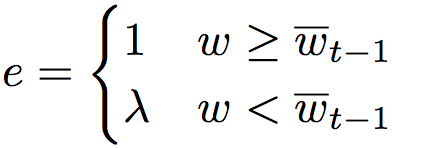 e = { 1 w ≥ w̅ₜ₋₁
λ w < w̅ₜ₋₁